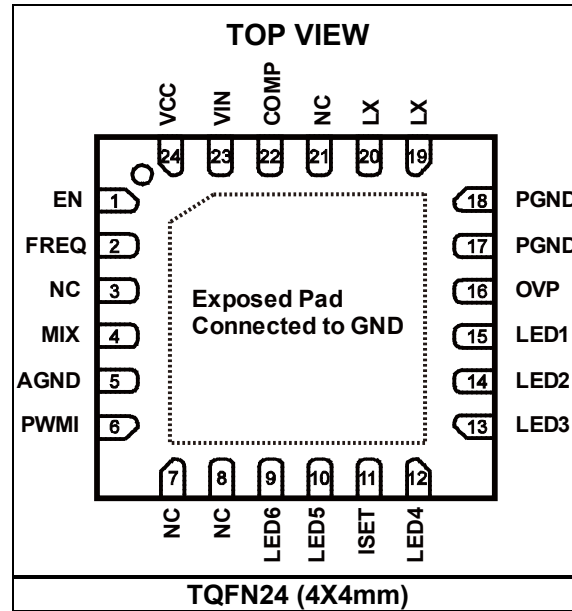 TOP VIEW
VCC
VIN
COMP
NC
LX
LX
24
23
22
21
20
19
EN
1
18
PGND
FREQ
2
17
PGND
NC
3
16
OVP
MIX
4
15
LED1
AGND
5
14
LED2
PWMI
6
13
LED3
Exposed Pad
Connected to GND
7
8
9
10
11
12
NC
NC
LED6
LED5
ISET
LED4
TQFN24 (4X4mm)